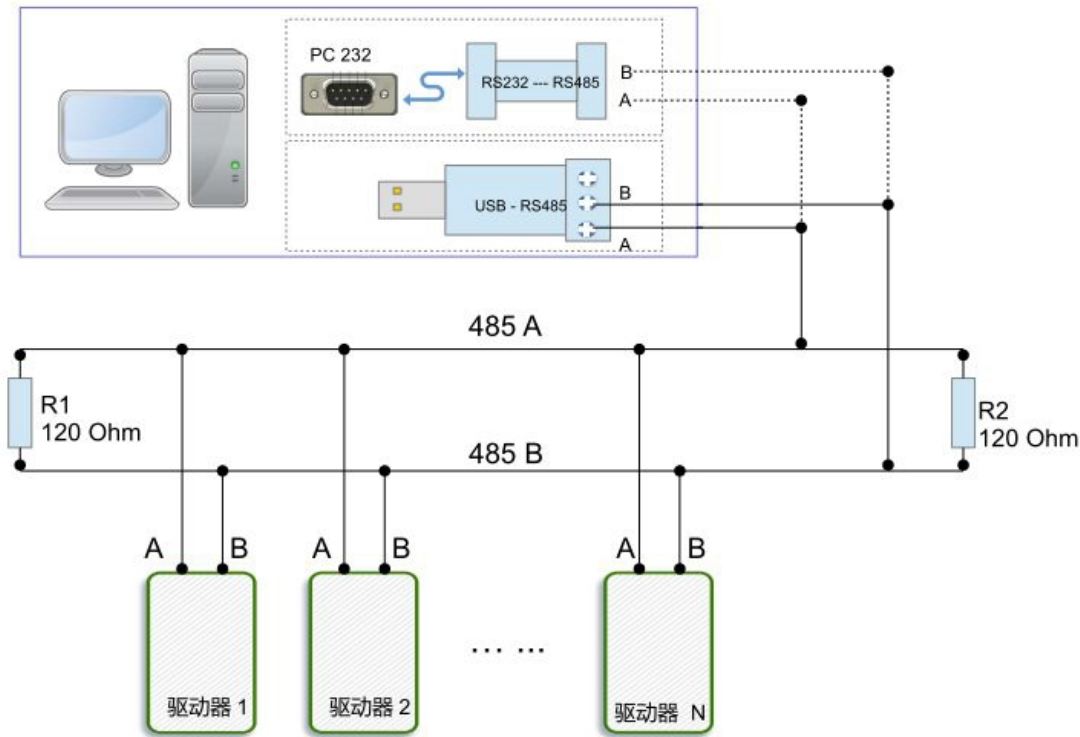 PC 232
RS232 --- RS485
B
A
USB - RS485
B
A
485 A
R1
120 Ohm
R2
120 Ohm
485 B
A B A B A B
驱动器 1
驱动器 2
... ...
驱动器 N